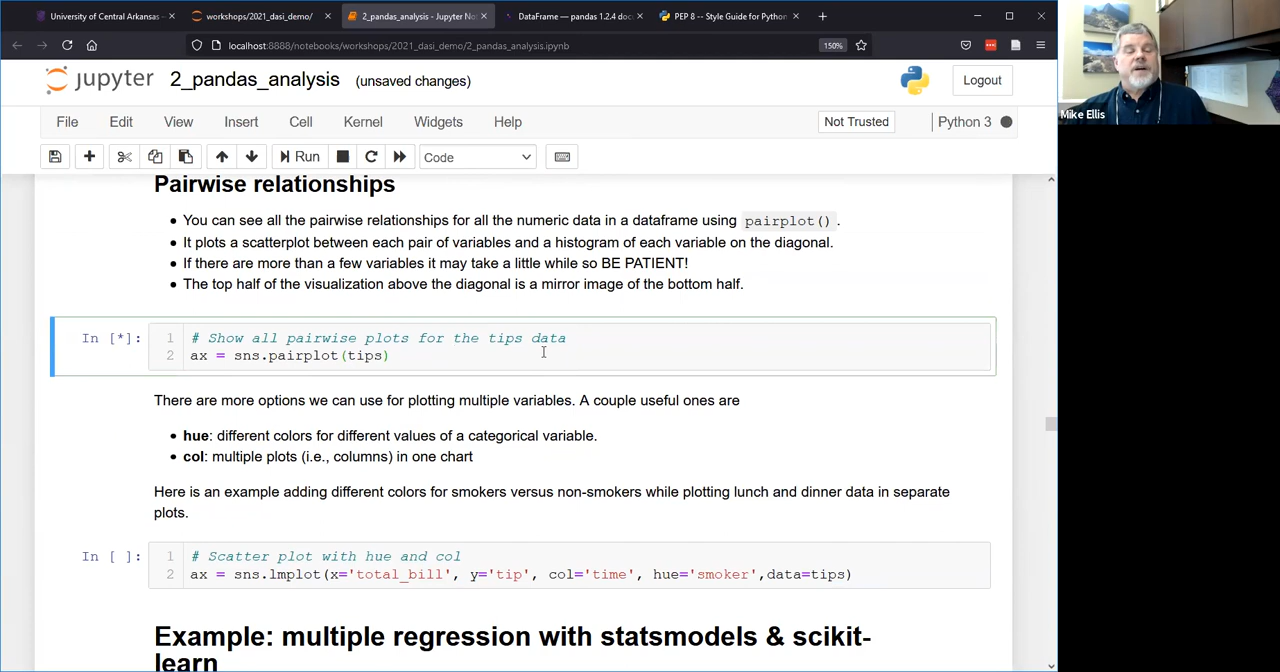 University of Central Arkansas
workshops/2021_dasi_demo/
2_pandas_analysis - Jupyter No
DataFrame — pandas 1.2.4 doc
PEP 8 -- Style Guide for Python
localhost:8888/notebooks/workshops/2021_dasi_demo/2_pandas_analysis.ipynb
150%
Mike Ellis
jupyter 2_pandas_analysis (unsaved changes)
Logout
File Edit View Insert Cell Kernel Widgets Help
Not Trusted
Python 3
Run
Code
Pairwise relationships
• You can see all the pairwise relationships for all the numeric data in a dataframe using pairplot() .
• It plots a scatterplot between each pair of variables and a histogram of each variable on the diagonal.
• If there are more than a few variables it may take a little while so BE PATIENT!
• The top half of the visualization above the diagonal is a mirror image of the bottom half.
In [*]: 1 # Show all pairwise plots for the tips data
2 ax = sns.pairplot(tips)
There are more options we can use for plotting multiple variables. A couple useful ones are
• hue: different colors for different values of a categorical variable.
• col: multiple plots (i.e., columns) in one chart
Here is an example adding different colors for smokers versus non-smokers while plotting lunch and dinner data in separate
plots.
In [ ]: 1 # Scatter plot with hue and col
2 ax = sns.lmplot(x='total_bill', y='tip', col='time', hue='smoker',data=tips)
Example: multiple regression with statsmodels & scikit-
learn